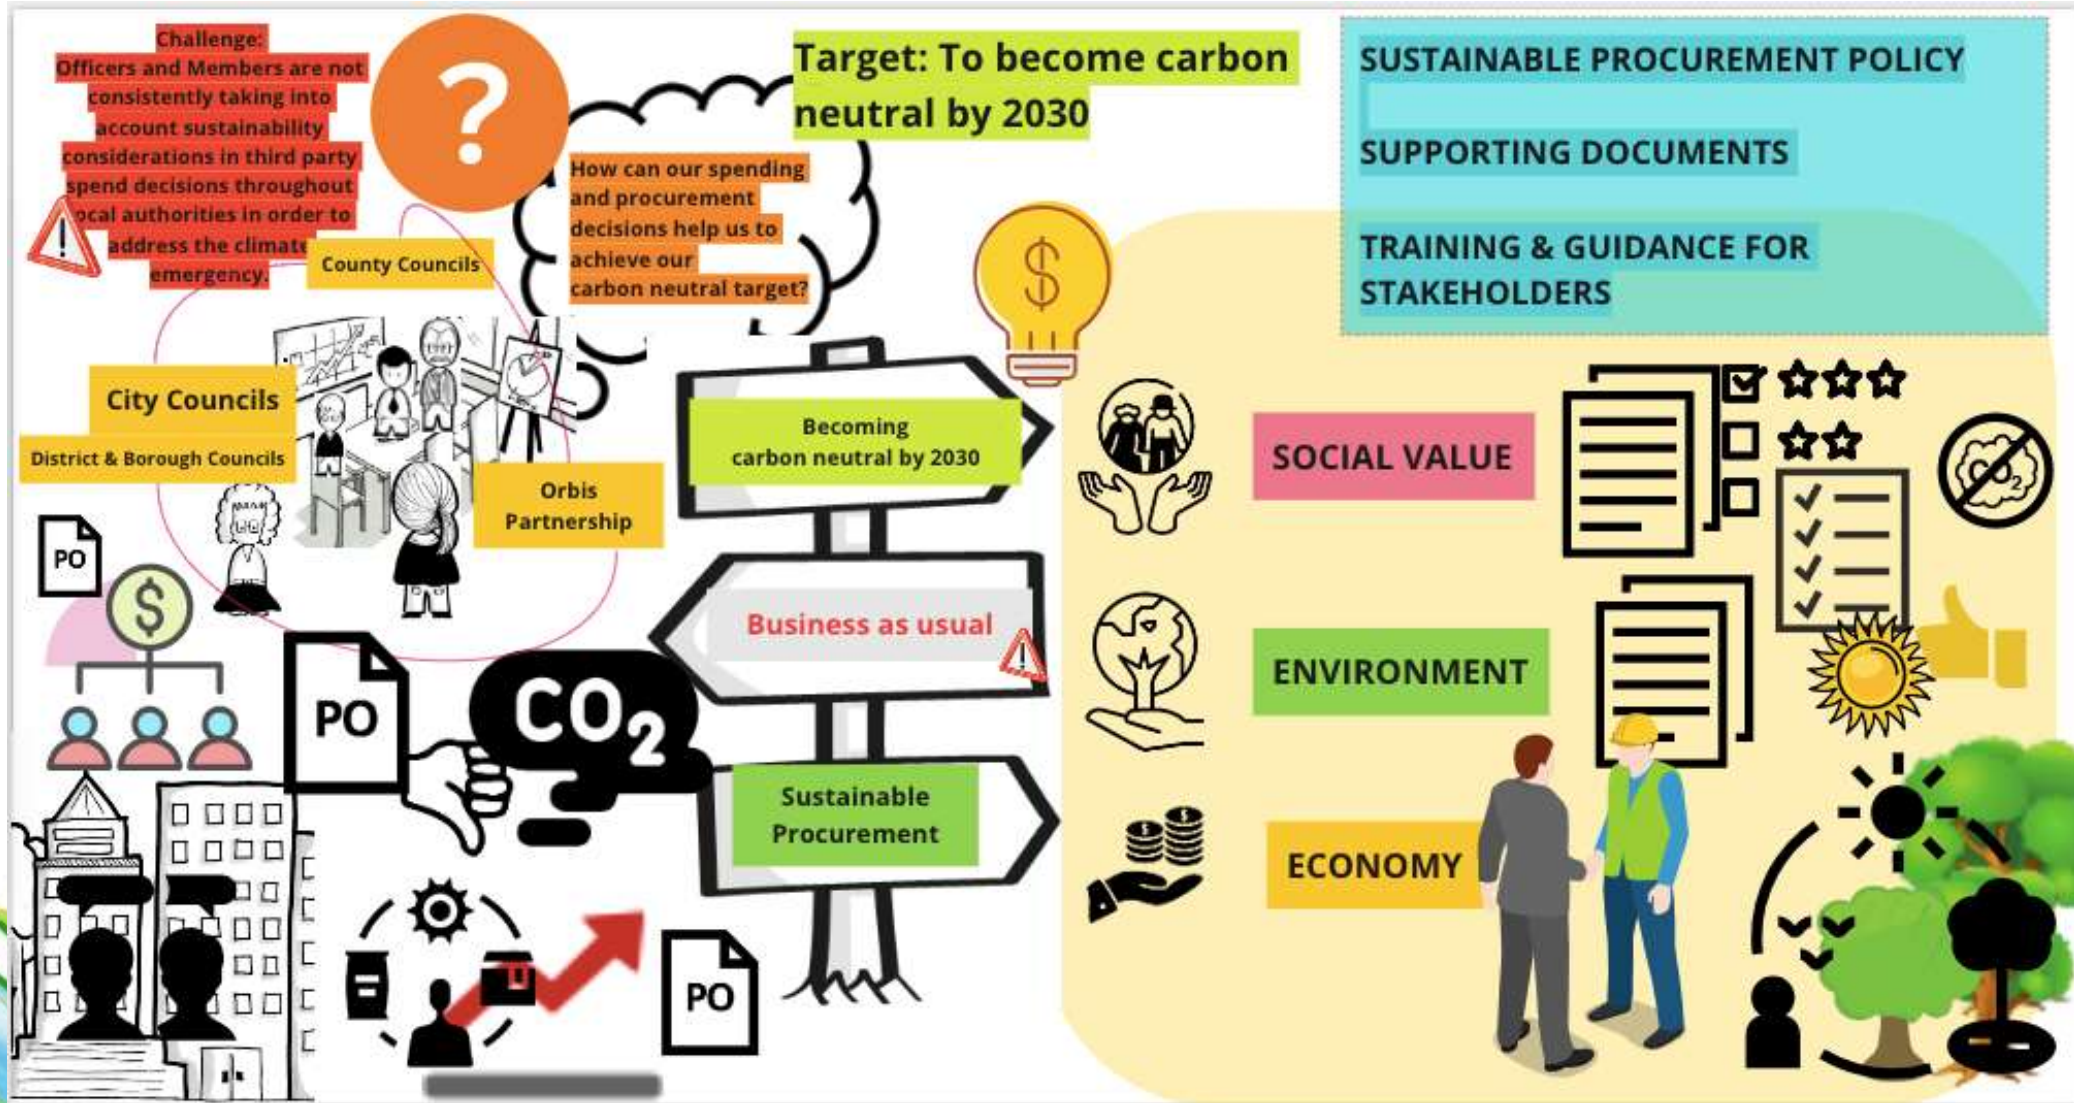 Challenge:
Officers and Members are not
consistently taking into
account sustainability
considerations in third party
spend decisions throughout
local authorities in order to
address the climate
emergency.
?
How can our spending
and procurement
decisions help us to
achieve our
carbon neutral target?
Target: To become carbon
neutral by 2030
SUSTAINABLE PROCUREMENT POLICY
SUPPORTING DOCUMENTS
TRAINING & GUIDANCE FOR
STAKEHOLDERS
County Councils
City Councils
District & Borough Councils
Orbis
Partnership
PO
$
PO
CO2
PO
$
Becoming
carbon neutral by 2030
Business as usual
!
Sustainable
Procurement
SOCIAL VALUE
CO2
ENVIRONMENT
ECONOMY